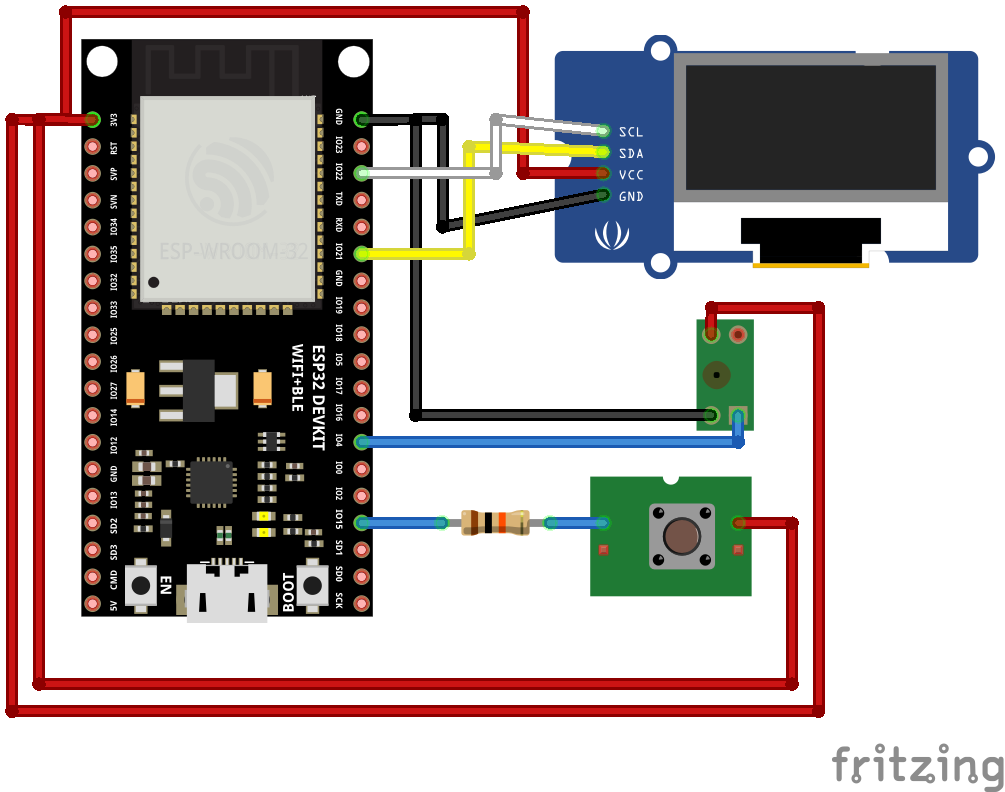 3V3
RST
SVP
SVN
IO34
IO35
IO32
IO33
IO25
IO26
IO27
IO14
IO12
GND
IO13
SD2
SD3
CMD
5V
GND
IO23
IO22
TXD
RXD
IO21
GND
IO19
IO18
IO5
IO17
IO16
IO4
IO0
IO2
IO15
SD1
SD0
SCK
ESP-WROOM-32
ESP32 DEVKIT
WIFI+BLE
EN
BOOT
SCL
SDA
VCC
GND
fritzing